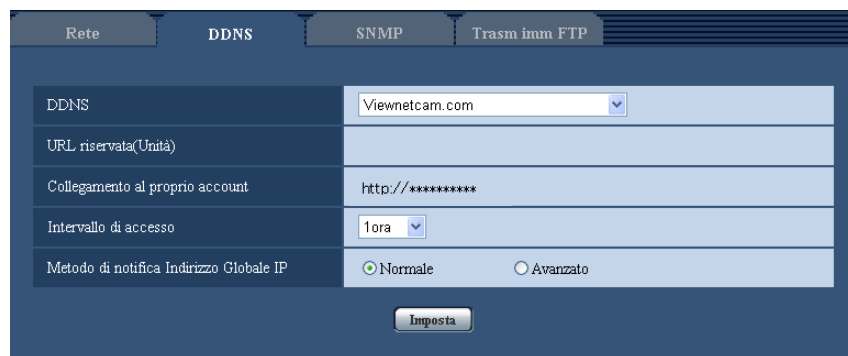 Rete DDNS SNMP Trasm imm FTP
DDNS Viewnetcam.com
URL riservata(Unità)
Collegamento al proprio account http://**********
Intervallo di accesso 1ora
Metodo di notifica Indirizzo Globale IP Normale Avanzato
Imposta